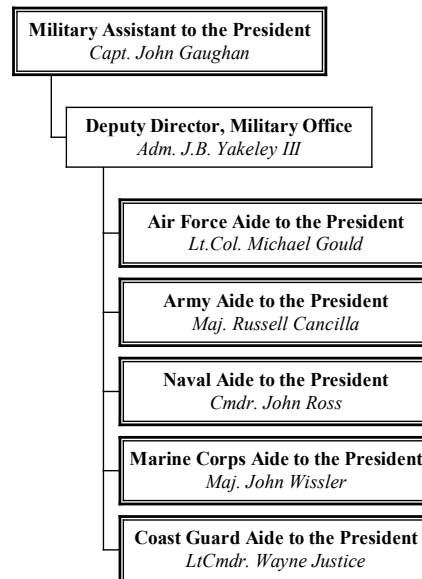 Military Assistant to the President
Capt. John Gaughan
Deputy Director, Military Office
Adm. J.B. Yakeley III
Air Force Aide to the President
Lt.Col. Michael Gould
Army Aide to the President
Maj. Russell Cancilla
Naval Aide to the President
Cmdr. John Ross
Marine Corps Aide to the President
Maj. John Wissler
Coast Guard Aide to the President
LtCmdr. Wayne Justice